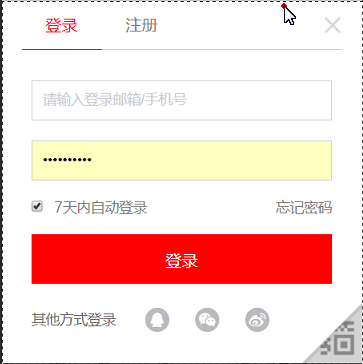 登录 注册
请输入登录邮箱/手机号
••••••••••
7天内自动登录 忘记密码
登录
其他方式登录